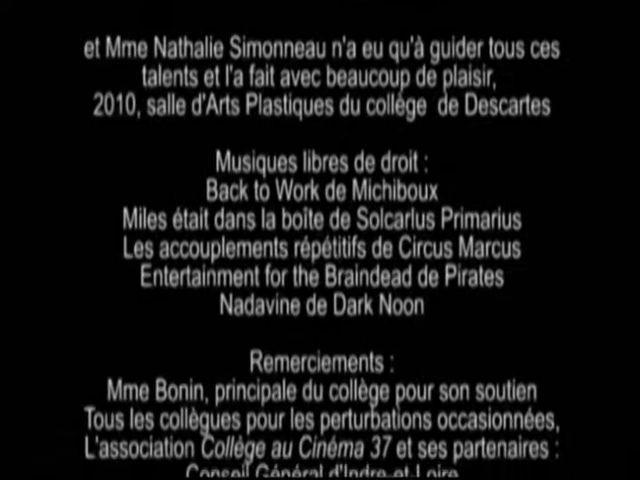 et Mme Nathalie Simonneau n'a eu qu'à guider tous ces
talents et l'a fait avec beaucoup de plaisir,
2010, salle d'Arts Plastiques du collège de Descartes
Musiques libres de droit :
Back to Work de Michiboux
Miles était dans la boîte de Solcarlus Primarius
Les accouplements répétitifs de Circus Marcus
Entertainment for the Braindead de Pirates
Nadavine de Dark Noon
Remerciements :
Mme Bonin, principale du collège pour son soutien
Tous les collègues pour les perturbations occasionnées,
L'association Collège au Cinéma 37 et ses partenaires :
Conseil Général d'Indre-et-Loire